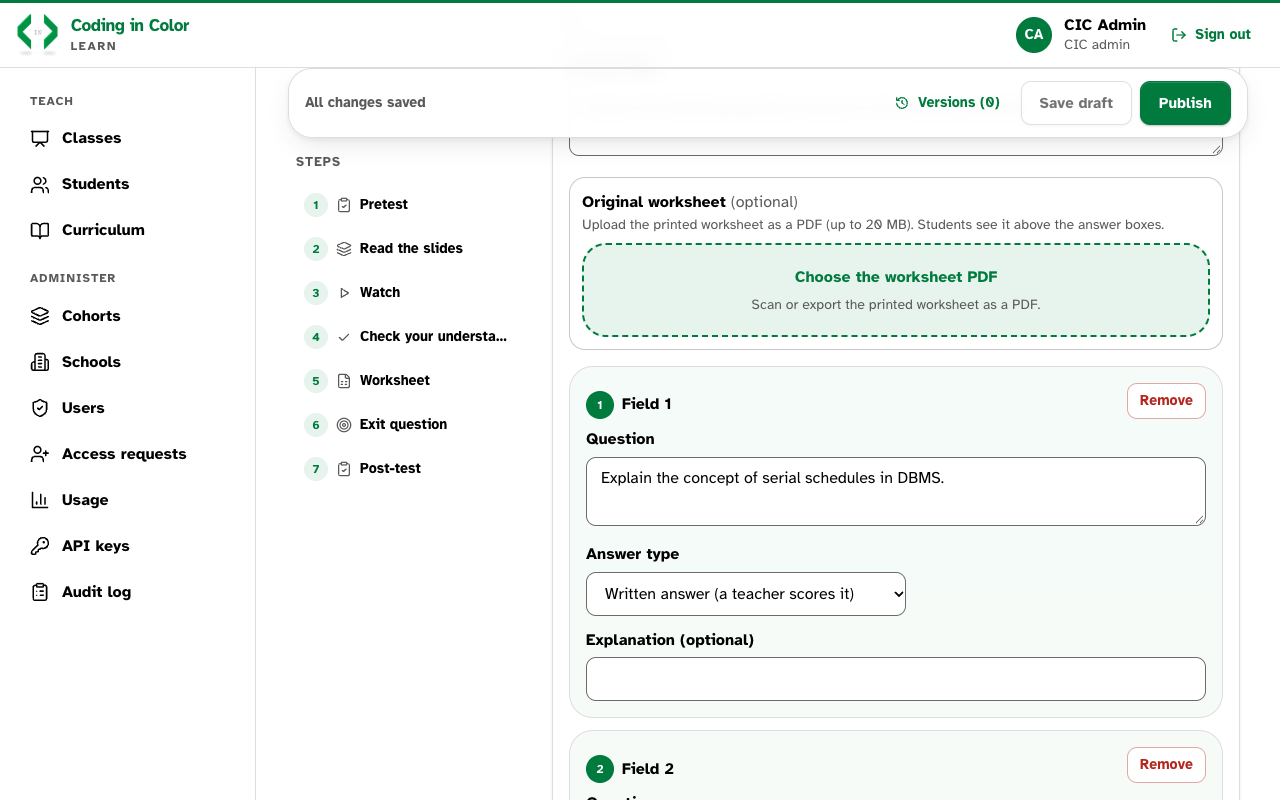 Coding in Color
LEARN
CA
CIC Admin
CIC admin
Sign out
TEACH
Classes
Students
Curriculum
ADMINISTER
Cohorts
Schools
Users
Access requests
Usage
API keys
Audit log
All changes saved
Versions (0)
Save draft
Publish
STEPS
1 Pretest
2 Read the slides
3 Watch
4 Check your understa...
5 Worksheet
6 Exit question
7 Post-test
Original worksheet (optional)
Upload the printed worksheet as a PDF (up to 20 MB). Students see it above the answer boxes.
Choose the worksheet PDF
Scan or export the printed worksheet as a PDF.
1 Field 1
Remove
Question
Explain the concept of serial schedules in DBMS.
Answer type
Written answer (a teacher scores it)
Explanation (optional)
2 Field 2
Remove